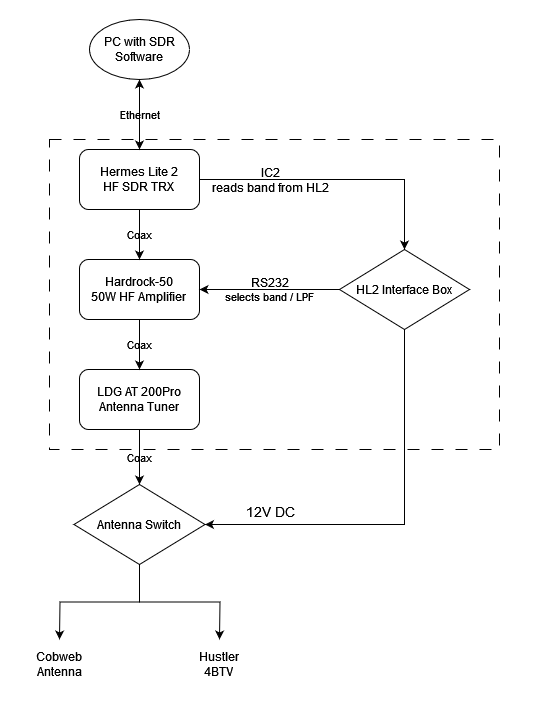 PC with SDR
Software
Ethernet
Hermes Lite 2
HF SDR TRX
IC2
reads band from HL2
Coax
Hardrock-50
50W HF Amplifier
RS232
selects band / LPF
HL2 Interface Box
Coax
LDG AT 200Pro
Antenna Tuner
Coax
Antenna Switch
12V DC
Cobweb
Antenna
Hustler
4BTV